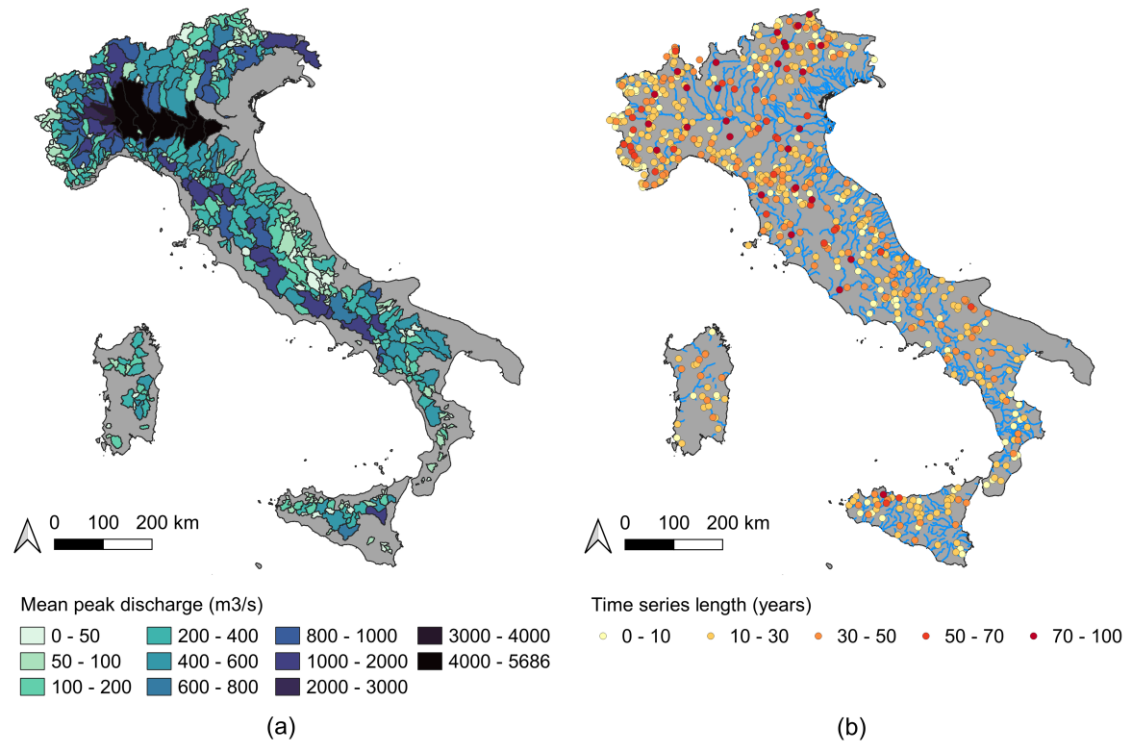 0 100 200 km
0 100 200 km
Mean peak discharge (m3/s)
0 - 50
50 - 100
100 - 200
200 - 400
400 - 600
600 - 800
800 - 1000
1000 - 2000
2000 - 3000
3000 - 4000
4000 - 5686
Time series length (years)
0 - 10 10 - 30 30 - 50 50 - 70 70 - 100
(a)
(b)